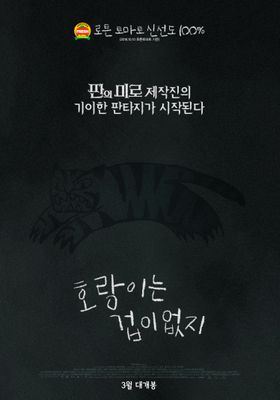 로튼 토마토 신선도 100%
판의 미로 제작진의
기이한 판타지가 시작된다
호랑이는
겁이 없지
3월 대개봉